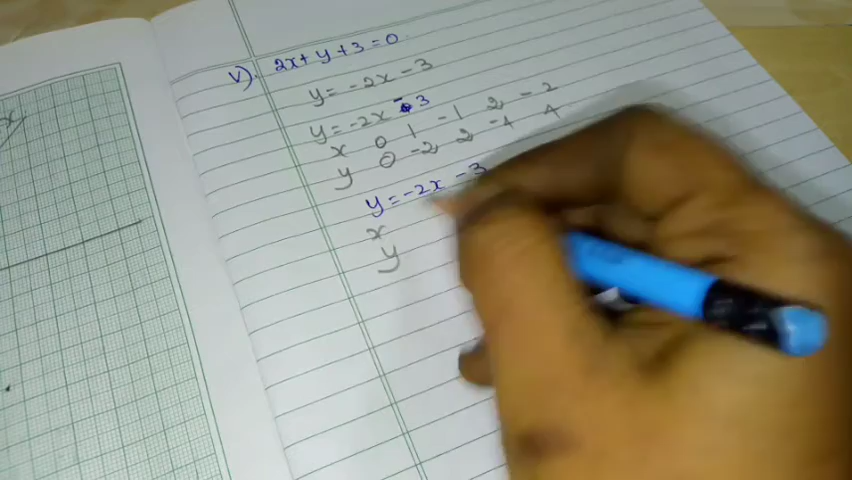 v). 2x + y + 3 = 0
y = -2x - 3
y = -2x - 3
x 0 1 -1 2 -2
y 0 -2 2 -4 4
y = -2x - 3
x
y